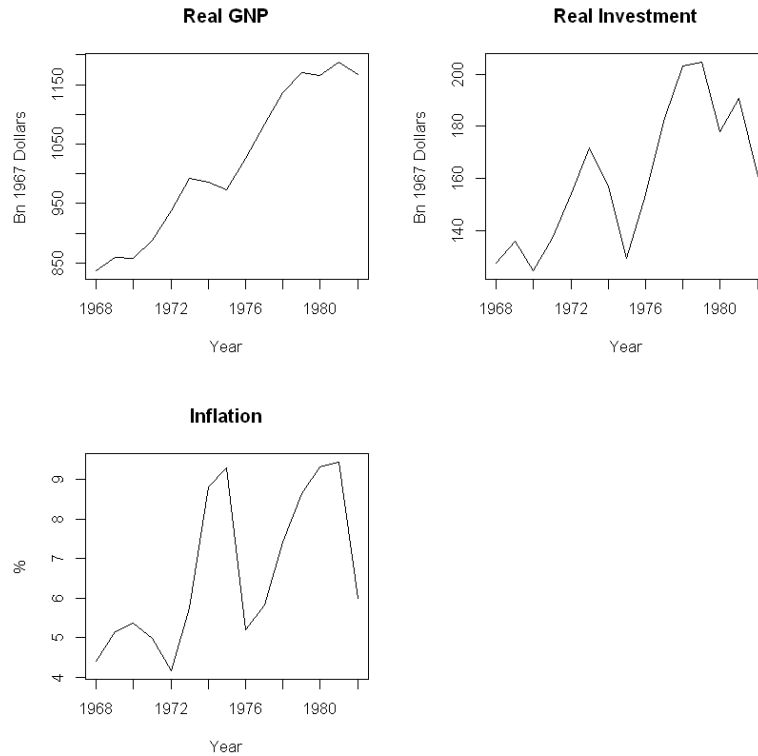 Real GNP
Bn 1967 Dollars
850 950 1050 1150
1968 1972 1976 1980
Year
Real Investment
Bn 1967 Dollars
140 160 180 200
1968 1972 1976 1980
Year
Inflation
%
4 5 6 7 8 9
1968 1972 1976 1980
Year